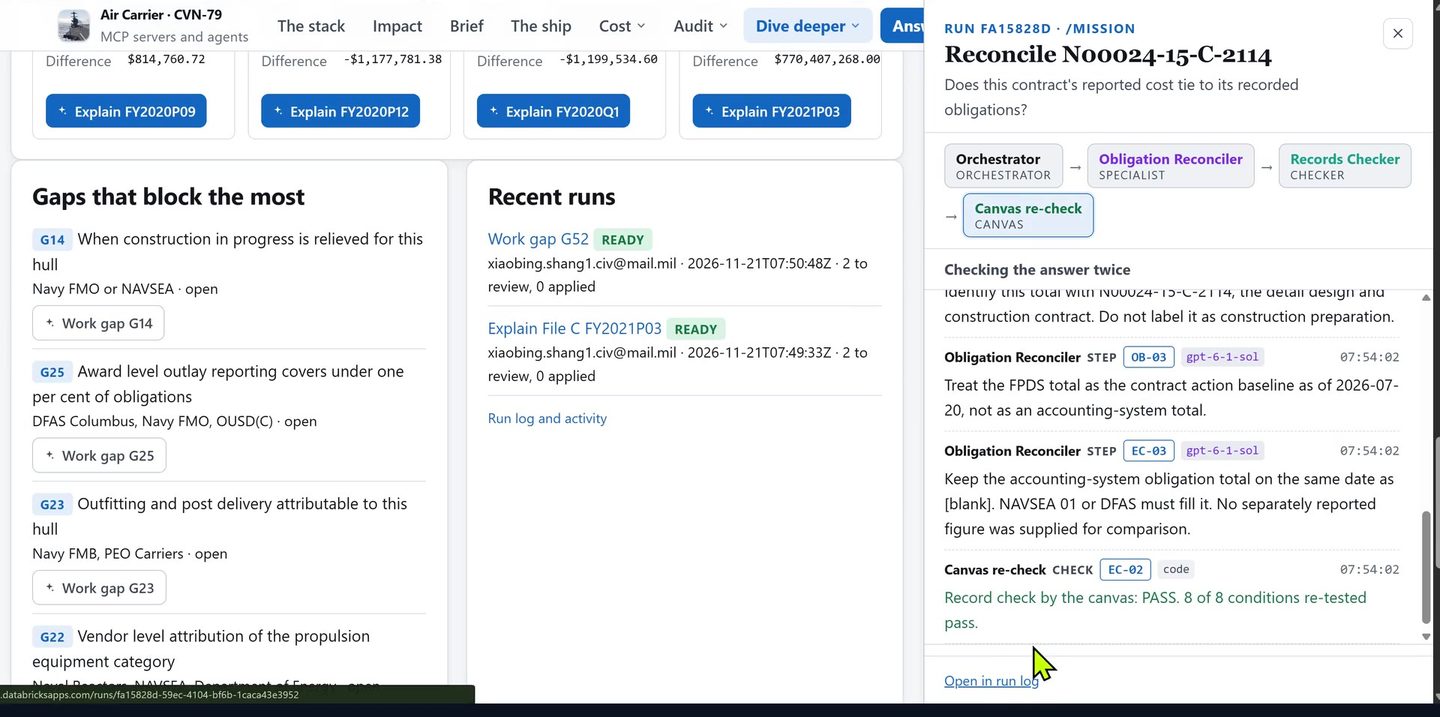 Air Carrier · CVN-79
MCP servers and agents
The stack
Impact
Brief
The ship
Cost
Audit
Dive deeper
Answ
Difference $814,760.72
Explain FY2020P09
Difference -$1,177,781.38
Explain FY2020P12
Difference -$1,199,534.60
Explain FY2020Q1
Difference $770,407,268.00
Explain FY2021P03
Gaps that block the most
G14 When construction in progress is relieved for this
hull
Navy FMO or NAVSEA · open
Work gap G14
G25 Award level outlay reporting covers under one
per cent of obligations
DFAS Columbus, Navy FMO, OUSD(C) · open
Work gap G25
G23 Outfitting and post delivery attributable to this
hull
Navy FMB, PEO Carriers · open
Work gap G23
G22 Vendor level attribution of the propulsion
equipment category
Naval Reactors, NAVSEA, Department of Energy · open
.databricksapps.com/runs/fa15828d-59ec-4104-bf6b-1caca43e3952
Recent runs
Work gap G52 READY
xiaobing.shang1.civ@mail.mil · 2026-11-21T07:50:48Z · 2 to
review, 0 applied
Explain File C FY2021P03 READY
xiaobing.shang1.civ@mail.mil · 2026-11-21T07:49:33Z · 2 to
review, 0 applied
Run log and activity
RUN FA15828D · /MISSION
Reconcile N00024-15-C-2114
Does this contract's reported cost tie to its recorded
obligations?
Orchestrator
ORCHESTRATOR
→
Obligation Reconciler
SPECIALIST
→
Records Checker
CHECKER
→
Canvas re-check
CANVAS
Checking the answer twice
Identify this total with N00024-15-C-2114, the detail design and
construction contract. Do not label it as construction preparation.
Obligation Reconciler STEP OB-03 gpt-6-1-sol 07:54:02
Treat the FPDS total as the contract action baseline as of 2026-07-
20, not as an accounting-system total.
Obligation Reconciler STEP EC-03 gpt-6-1-sol 07:54:02
Keep the accounting-system obligation total on the same date as
[blank]. NAVSEA 01 or DFAS must fill it. No separately reported
figure was supplied for comparison.
Canvas re-check CHECK EC-02 code 07:54:02
Record check by the canvas: PASS. 8 of 8 conditions re-tested
pass.
Open in run log